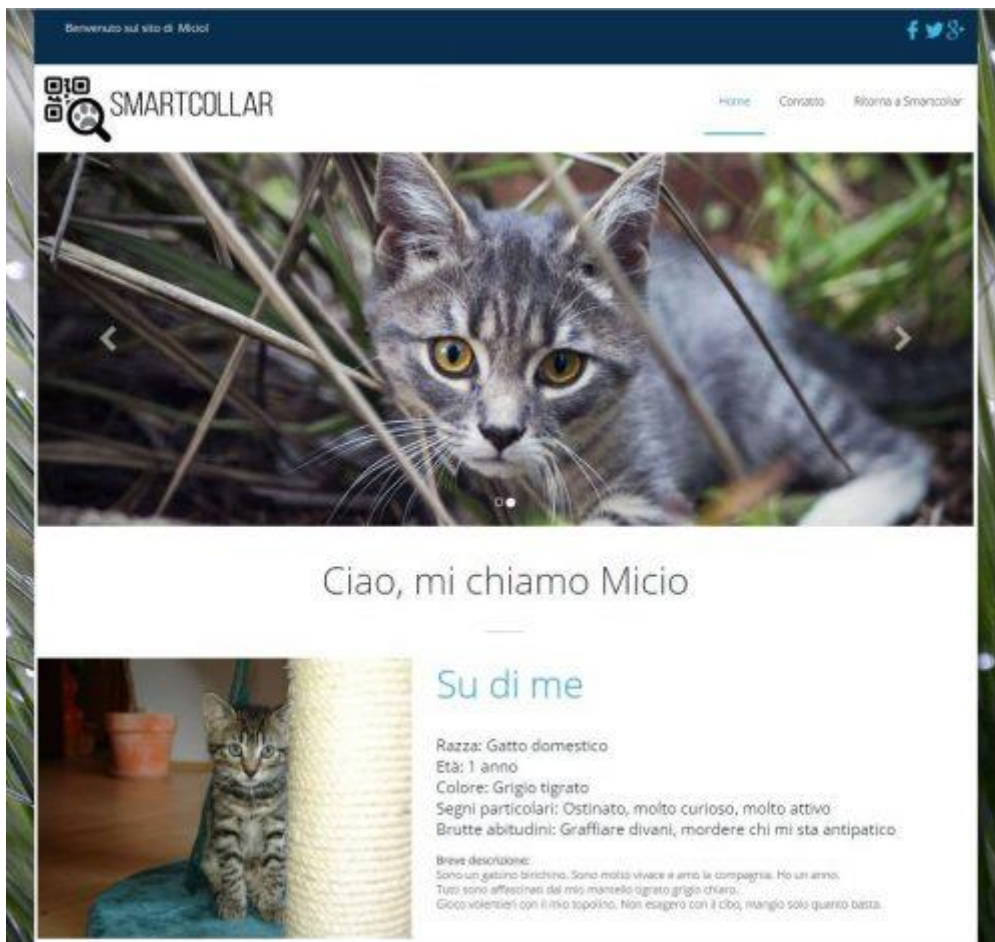 Benvenuto sul sito di Micio!
SMARTCOLLAR
Home Contatto Ritorna a Smartcollar
Ciao, mi chiamo Micio
Su di me
Razza: Gatto domestico
Età: 1 anno
Colore: Grigio tigrato
Segni particolari: Ostinato, molto curioso, molto attivo
Brutte abitudini: Graffiare divani, mordere chi mi sta antipatico
Breve descrizione:
Sono un gattino birichino. Sono molto vivace e amo la compagnia. Ho un anno.
Tutti sono affascinati dal mio mantello tigrato grigio chiaro.
Gioco volentieri con il mio topolino. Non esagero con il cibo, mangio solo quanto basta.